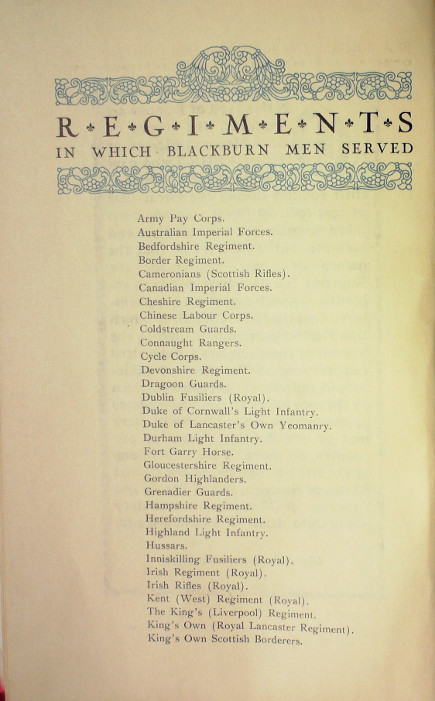 R·E·G·I·M·E·N·T·S
IN WHICH BLACKBURN MEN SERVED
Army Pay Corps.
Australian Imperial Forces.
Bedfordshire Regiment.
Border Regiment.
Cameronians (Scottish Rifles).
Canadian Imperial Forces.
Cheshire Regiment.
Chinese Labour Corps.
Coldstream Guards.
Connaught Rangers.
Cycle Corps.
Devonshire Regiment.
Dragoon Guards.
Dublin Fusiliers (Royal).
Duke of Cornwall's Light Infantry.
Duke of Lancaster's Own Yeomanry.
Durham Light Infantry.
Fort Garry Horse.
Gloucestershire Regiment.
Gordon Highlanders.
Grenadier Guards.
Hampshire Regiment.
Herefordshire Regiment.
Highland Light Infantry.
Hussars.
Inniskilling Fusiliers (Royal).
Irish Regiment (Royal).
Irish Rifles (Royal).
Kent (West) Regiment (Royal).
The King's (Liverpool) Regiment.
King's Own (Royal Lancaster Regiment).
King's Own Scottish Borderers.